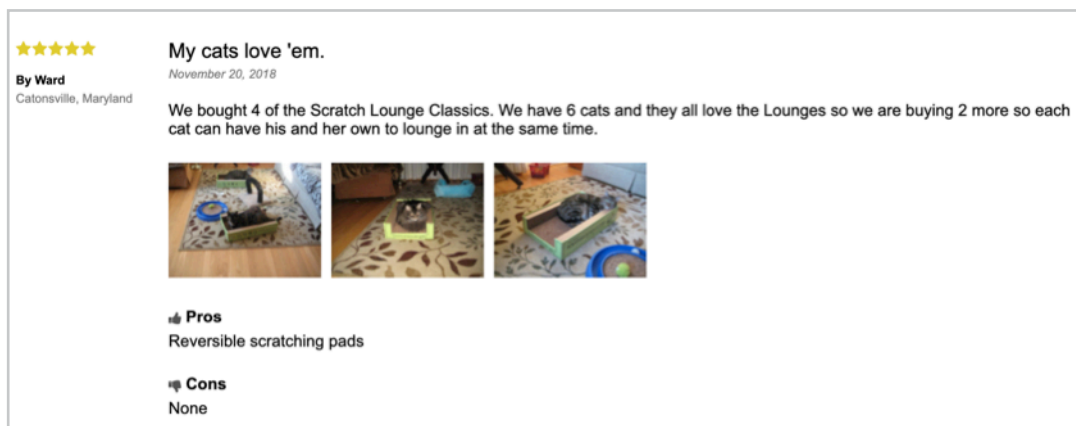 My cats love 'em.
By Ward
November 20, 2018
Catonsville, Maryland
We bought 4 of the Scratch Lounge Classics. We have 6 cats and they all love the Lounges so we are buying 2 more so each
cat can have his and her own to lounge in at the same time.
Pros
Reversible scratching pads
Cons
None